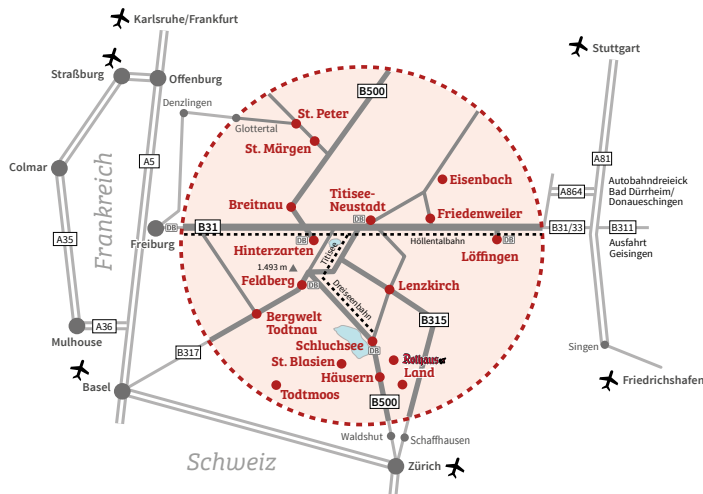 Karlsruhe/Frankfurt
Stuttgart
Straßburg
Offenburg
Denzlingen
B500
St. Peter
Glottertal
St. Märgen
A5
A81
Colmar
Frankreich
Eisenbach
A864
Autobahndreieck
Bad Dürrheim/
Donaueschingen
Breitnau
Titisee-
Neustadt
Friedenweiler
DB
B31
DB
B31/33
B311
Freiburg
A35
Hinterzarten
DB
Höllentalbahn
DB
Löffingen
Ausfahrt
Geisingen
Titisee
1.493 m
Feldberg
DB
Dreiseenbahn
Lenzkirch
A36
Bergwelt
Todtnau
B315
Mulhouse
Schluchsee
DB
Singen
B317
St. Blasien
Land
Häusern
Friedrichshafen
Basel
Todtmoos
B500
Waldshut
Schaffhausen
Schweiz
Zürich